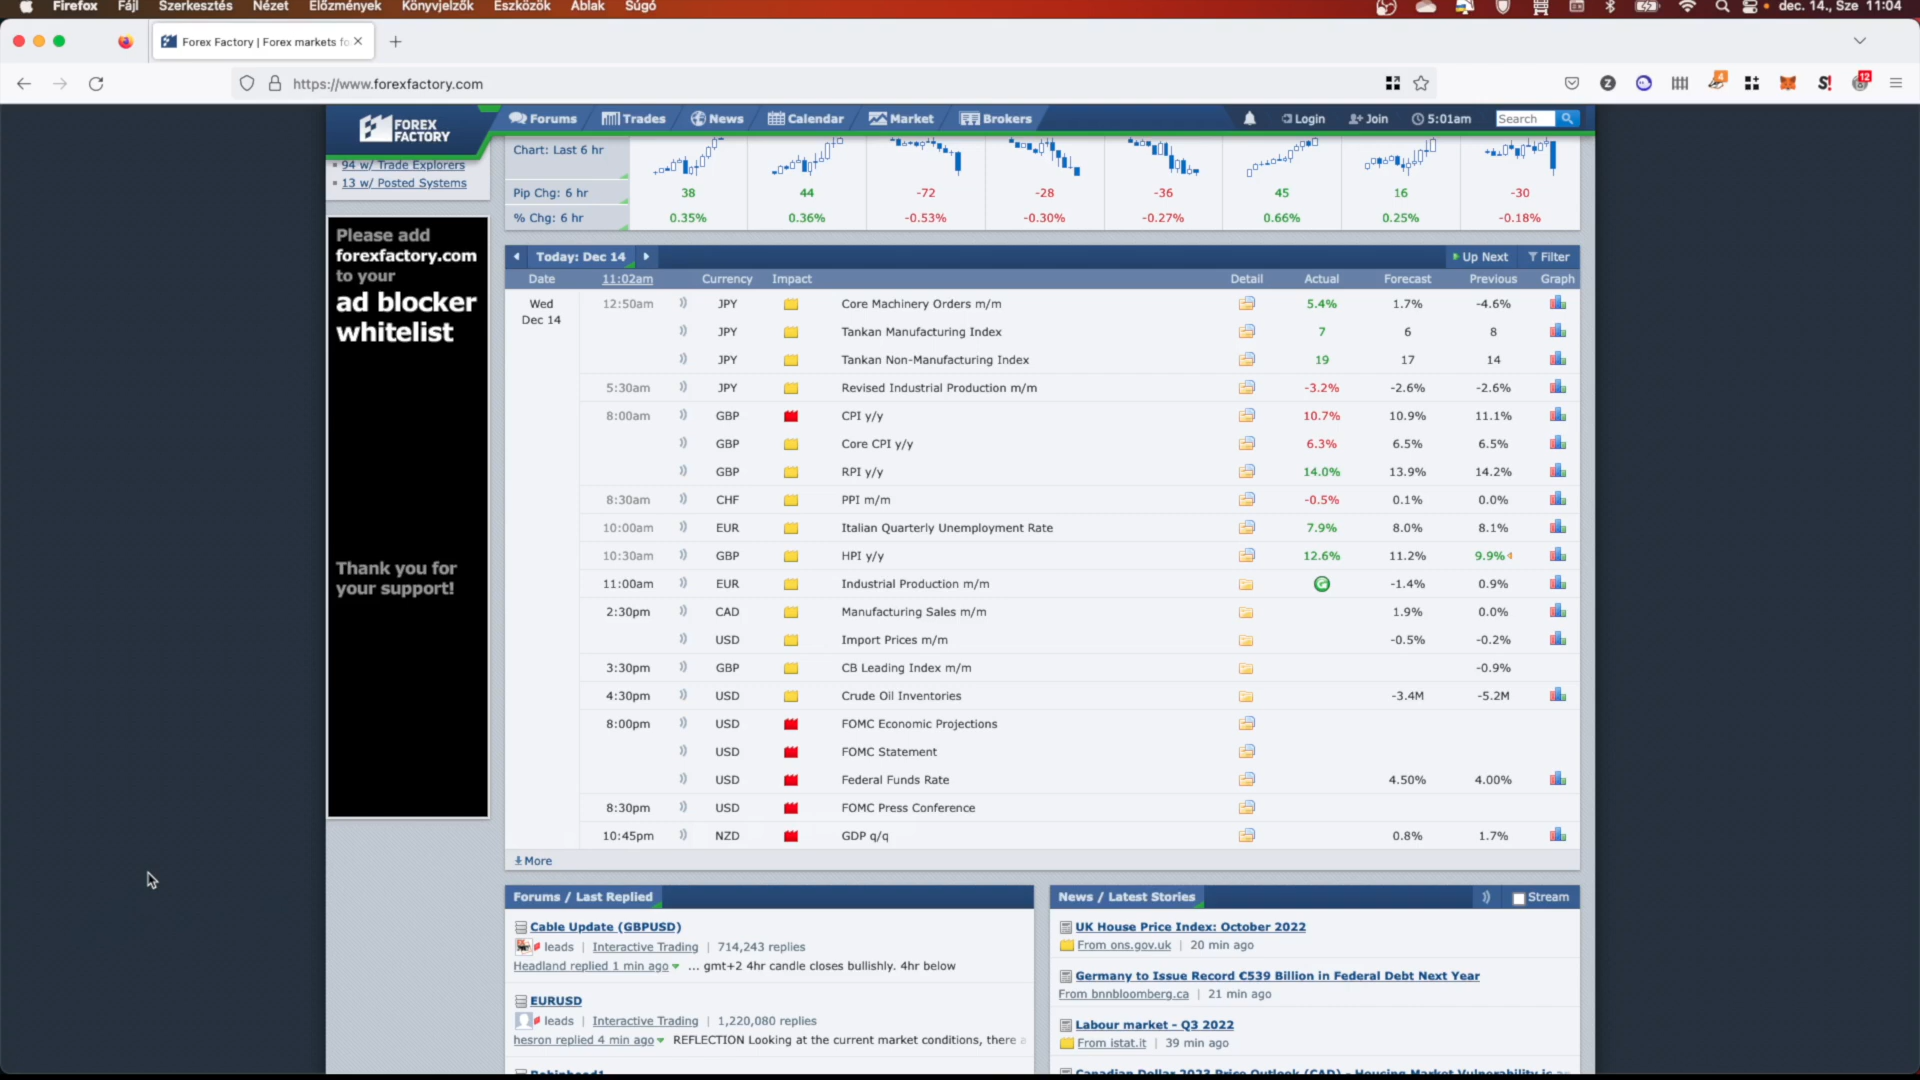 Firefox Fájl Szerkesztés Nézet Előzmények Könyvjelzők Eszközök Ablak Súgó dec. 14., Sze 11:04
Forex Factory | Forex markets fo
https://www.forexfactory.com
4
12
FOREX FACTORY
Forums Trades News Calendar Market Brokers Login Join 5:01am Search
94 w/ Trade Explorers
13 w/ Posted Systems
Please add
forexfactory.com
to your
ad blocker
whitelist
Thank you for
your support!
Chart: Last 6 hr
Pip Chg: 6 hr 38 44 -72 -28 -36 45 16 -30
% Chg: 6 hr 0.35% 0.36% -0.53% -0.30% -0.27% 0.66% 0.25% -0.18%
Today: Dec 14 Up Next Filter
Date 11:02am Currency Impact Detail Actual Forecast Previous Graph
Wed
Dec 14
12:50am JPY Core Machinery Orders m/m 5.4% 1.7% -4.6%
JPY Tankan Manufacturing Index 7 6 8
JPY Tankan Non-Manufacturing Index 19 17 14
5:30am JPY Revised Industrial Production m/m -3.2% -2.6% -2.6%
8:00am GBP CPI y/y 10.7% 10.9% 11.1%
GBP Core CPI y/y 6.3% 6.5% 6.5%
GBP RPI y/y 14.0% 13.9% 14.2%
8:30am CHF PPI m/m -0.5% 0.1% 0.0%
10:00am EUR Italian Quarterly Unemployment Rate 7.9% 8.0% 8.1%
10:30am GBP HPI y/y 12.6% 11.2% 9.9%
11:00am EUR Industrial Production m/m -1.4% 0.9%
2:30pm CAD Manufacturing Sales m/m 1.9% 0.0%
USD Import Prices m/m -0.5% -0.2%
3:30pm GBP CB Leading Index m/m -0.9%
4:30pm USD Crude Oil Inventories -3.4M -5.2M
8:00pm USD FOMC Economic Projections
USD FOMC Statement
USD Federal Funds Rate 4.50% 4.00%
8:30pm USD FOMC Press Conference
10:45pm NZD GDP q/q 0.8% 1.7%
More
Forums / Last Replied
Cable Update (GBPUSD)
leads | Interactive Trading | 714,243 replies
Headland replied 1 min ago ... gmt+2 4hr candle closes bullishly. 4hr below
EURUSD
leads | Interactive Trading | 1,220,080 replies
hesron replied 4 min ago REFLECTION Looking at the current market conditions, there
News / Latest Stories Stream
UK House Price Index: October 2022
From ons.gov.uk | 20 min ago
Germany to Issue Record €539 Billion in Federal Debt Next Year
From bnnbloomberg.ca | 21 min ago
Labour market - Q3 2022
From istat.it | 39 min ago
Canadian Dollar 2023 Price Outlook (CAD) - Housing Market Vulnerability is